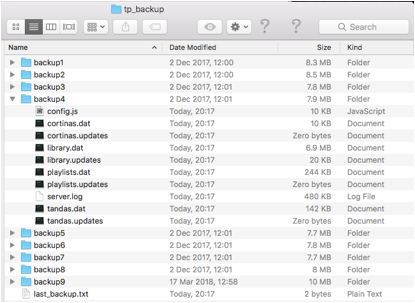 tp_backup
Search
Name Date Modified Size Kind
backup1 2 Dec 2017, 12:00 8.3 MB Folder
backup2 2 Dec 2017, 12:00 8.5 MB Folder
backup3 2 Dec 2017, 12:01 7.8 MB Folder
backup4 2 Dec 2017, 12:01 7.9 MB Folder
config.js Today, 20:17 10 KB JavaScript
cortinas.dat Today, 20:17 10 KB Document
cortinas.updates Today, 20:17 Zero bytes Document
library.dat Today, 20:17 6.9 MB Document
library.updates Today, 20:17 20 KB Document
playlists.dat Today, 20:17 244 KB Document
playlists.updates Today, 20:17 Zero bytes Document
server.log Today, 20:17 480 KB Log File
tandas.dat Today, 20:17 142 KB Document
tandas.updates Today, 20:17 Zero bytes Document
backup5 2 Dec 2017, 12:01 7.7 MB Folder
backup6 2 Dec 2017, 12:01 7.8 MB Folder
backup7 2 Dec 2017, 12:01 7.7 MB Folder
backup8 2 Dec 2017, 12:01 8 MB Folder
backup9 17 Mar 2018, 12:58 10 MB Folder
last_backup.txt Today, 20:17 2 bytes Plain Text